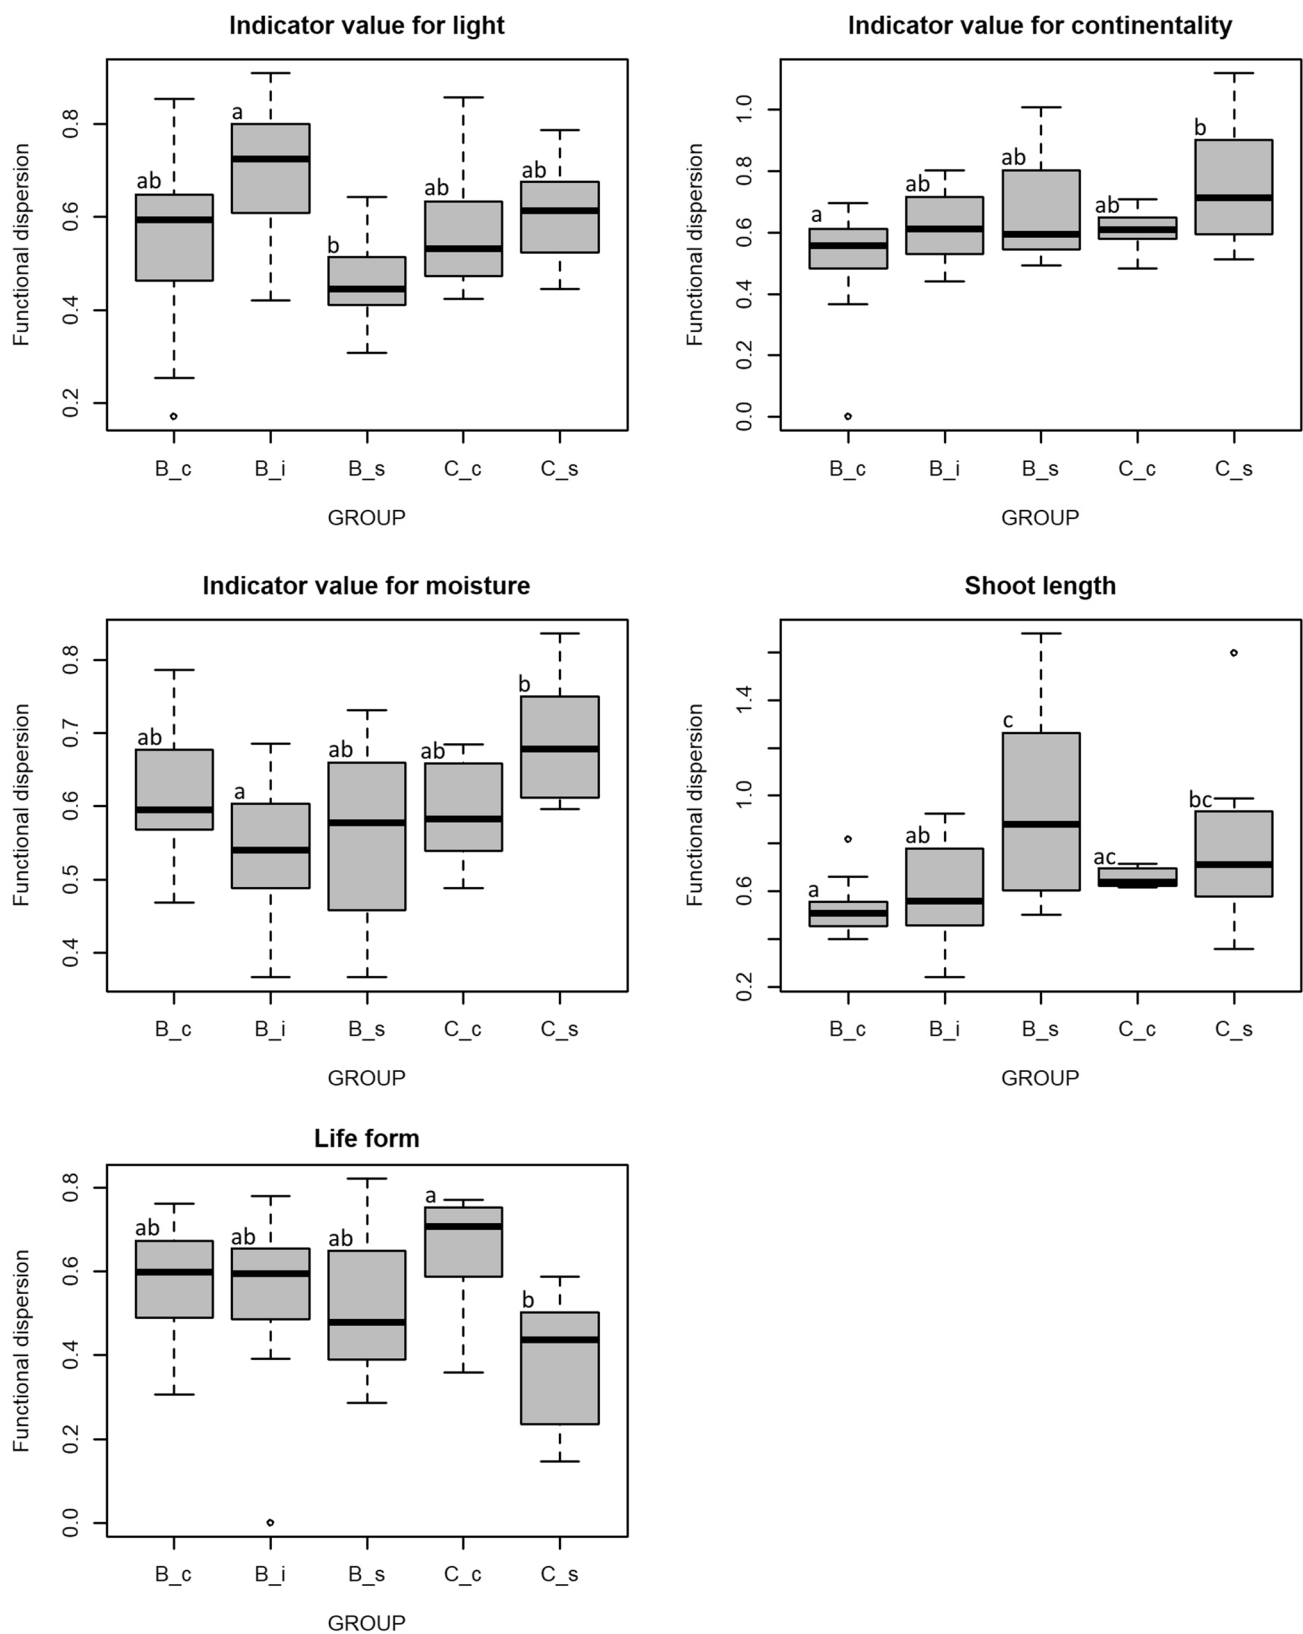 Indicator value for light
Functional dispersion
0.8
0.6
0.4
0.2
ab
a
b
ab
ab
B_c B_i B_s C_c C_s
GROUP
Indicator value for continentality
Functional dispersion
1.0
0.8
0.6
0.4
0.2
0.0
a
ab
ab
ab
b
B_c B_i B_s C_c C_s
GROUP
Indicator value for moisture
Functional dispersion
0.8
0.7
0.6
0.5
0.4
ab
a
ab
ab
b
B_c B_i B_s C_c C_s
GROUP
Shoot length
Functional dispersion
1.4
1.0
0.6
0.2
a
ab
c
ac
bc
B_c B_i B_s C_c C_s
GROUP
Life form
Functional dispersion
0.8
0.6
0.4
0.2
0.0
ab
ab
ab
a
b
B_c B_i B_s C_c C_s
GROUP